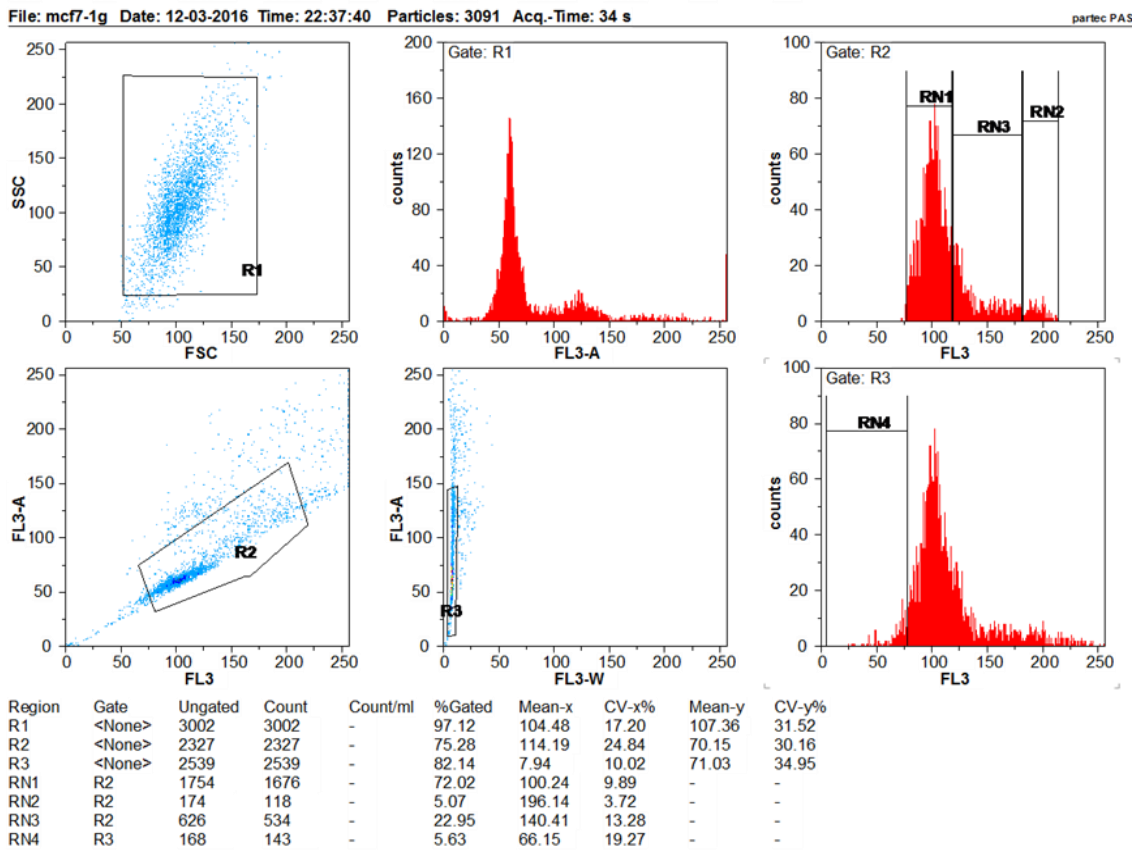 File: mcf7-1g Date: 12-03-2016 Time: 22:37:40 Particles: 3091 Acq.-Time: 34 s
partec PAS
250
200
150
100
50
0
SSC
R1
0 50 100 150 200 250
FSC
Gate: R1
200
160
120
80
40
0
counts
0 50 100 150 200 250
FL3-A
Gate: R2
100
80
60
40
20
0
counts
RN1
RN3
RN2
0 50 100 150 200 250
FL3
250
200
150
100
50
0
FL3-A
R2
0 50 100 150 200 250
FL3
250
200
150
100
50
0
FL3-A
R3
0 50 100 150 200 250
FL3-W
Gate: R3
100
80
60
40
20
0
counts
RN4
0 50 100 150 200 250
FL3
Region Gate Ungated Count Count/ml %Gated Mean-x CV-x% Mean-y CV-y%
R1 <None> 3002 3002 - 97.12 104.48 17.20 107.36 31.52
R2 <None> 2327 2327 - 75.28 114.19 24.84 70.15 30.16
R3 <None> 2539 2539 - 82.14 7.94 10.02 71.03 34.95
RN1 R2 1754 1676 - 72.02 100.24 9.89 - -
RN2 R2 174 118 - 5.07 196.14 3.72 - -
RN3 R2 626 534 - 22.95 140.41 13.28 - -
RN4 R3 168 143 - 5.63 66.15 19.27 - -